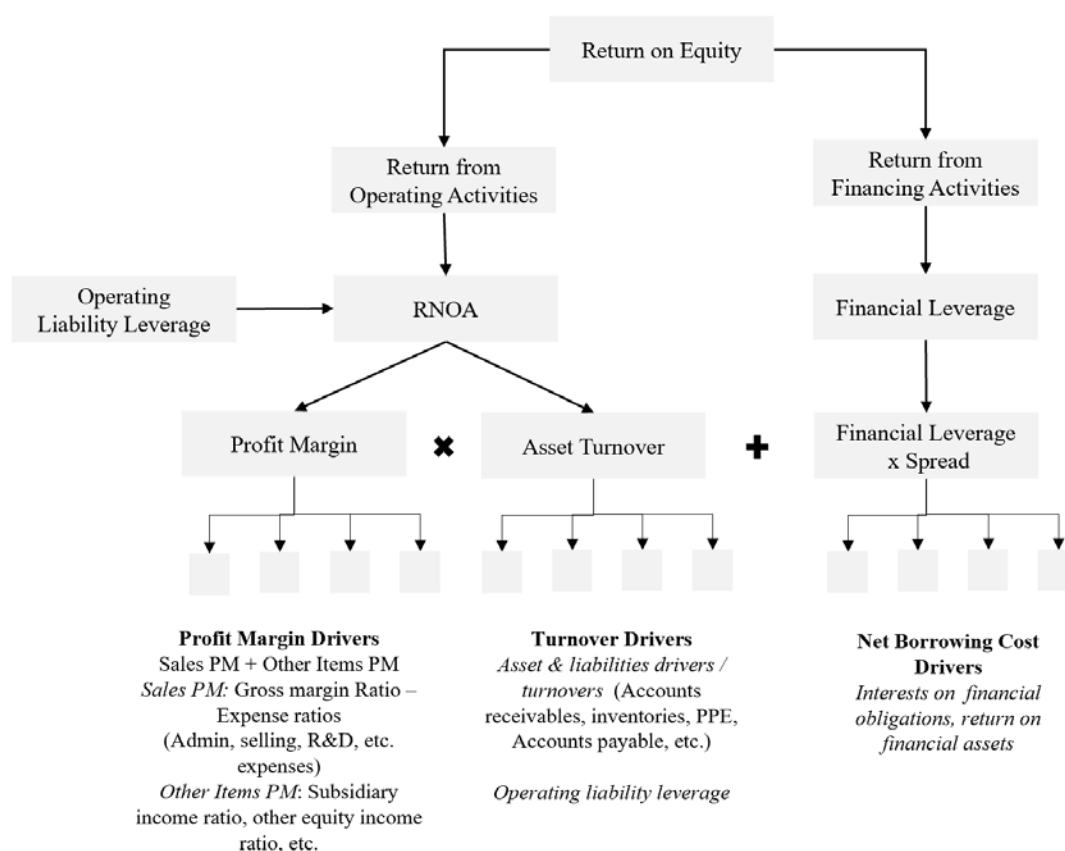 Return on Equity
Return from
Operating Activities
Return from
Financing Activities
Operating
Liability Leverage
RNOA
Financial Leverage
Profit Margin
✖
Asset Turnover
✚
Financial Leverage
x Spread
Profit Margin Drivers
Sales PM + Other Items PM
Sales PM: Gross margin Ratio –
Expense ratios
(Admin, selling, R&D, etc.
expenses)
Other Items PM: Subsidiary
income ratio, other equity income
ratio, etc.
Turnover Drivers
Asset & liabilities drivers /
turnovers (Accounts
receivables, inventories, PPE,
Accounts payable, etc.)
Operating liability leverage
Net Borrowing Cost
Drivers
Interests on financial
obligations, return on
financial assets